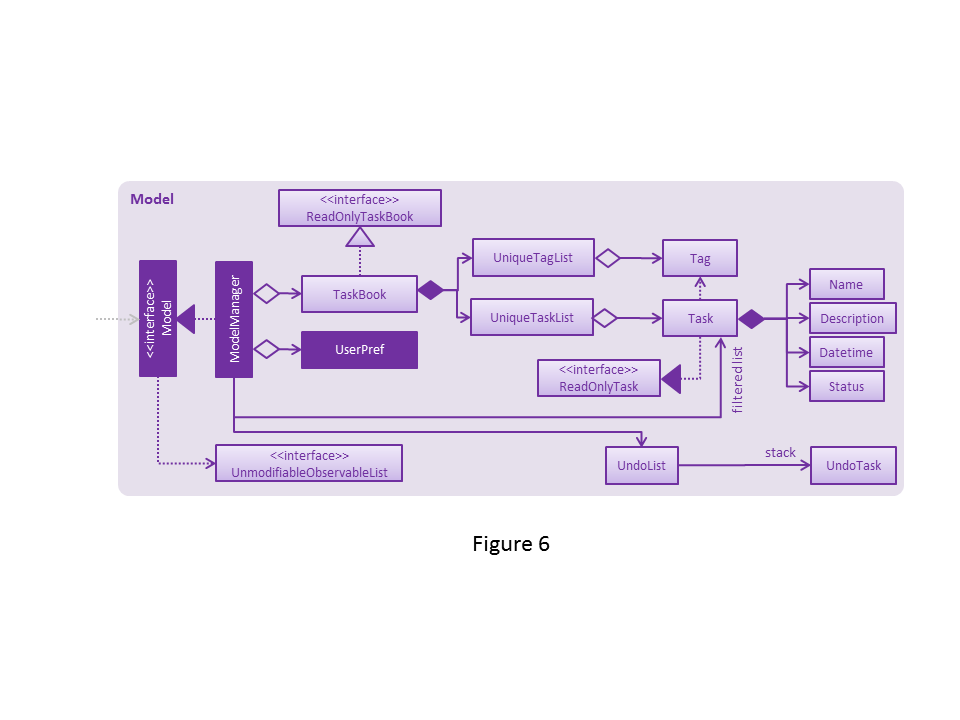 Model
<<interface>>
ReadOnlyTaskBook
<<interface>>
Model
ModelManager
TaskBook
UserPref
UniqueTagList
UniqueTaskList
Tag
Task
<<interface>>
ReadOnlyTask
Name
Description
Datetime
Status
filtered list
<<interface>>
UnmodifiableObservableList
UndoList
stack
UndoTask
Figure 6